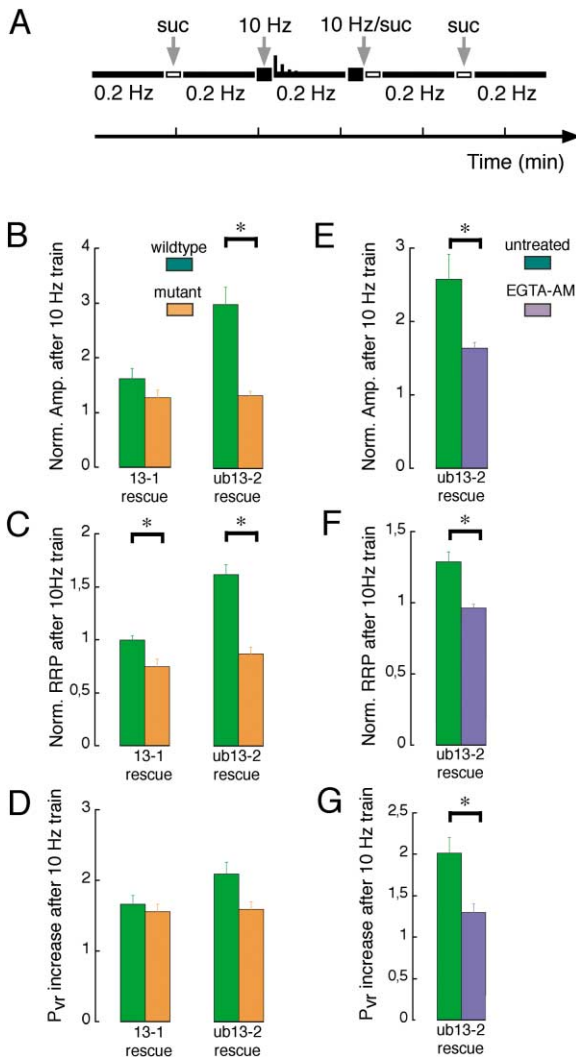 A
suc
10 Hz
10 Hz/suc
suc
0.2 Hz
0.2 Hz
0.2 Hz
0.2 Hz
0.2 Hz
Time (min)
B
Norm. Amp. after 10 Hz train
4
3
2
1
0
wildtype
mutant
*
13-1
rescue
ub13-2
rescue
E
Norm. Amp. after 10 Hz train
3
2
1
0
*
untreated
EGTA-AM
ub13-2
rescue
C
Norm. RRP after 10Hz train
2
1,5
1
0,5
0
*
*
13-1
rescue
ub13-2
rescue
F
Norm. RRP after 10Hz train
1,5
1
0,5
0
*
ub13-2
rescue
D
Pvr increase after 10 Hz train
3
2
1
0
13-1
rescue
ub13-2
rescue
G
Pvr increase after 10 Hz train
2,5
2
1,5
1
0,5
0
*
ub13-2
rescue